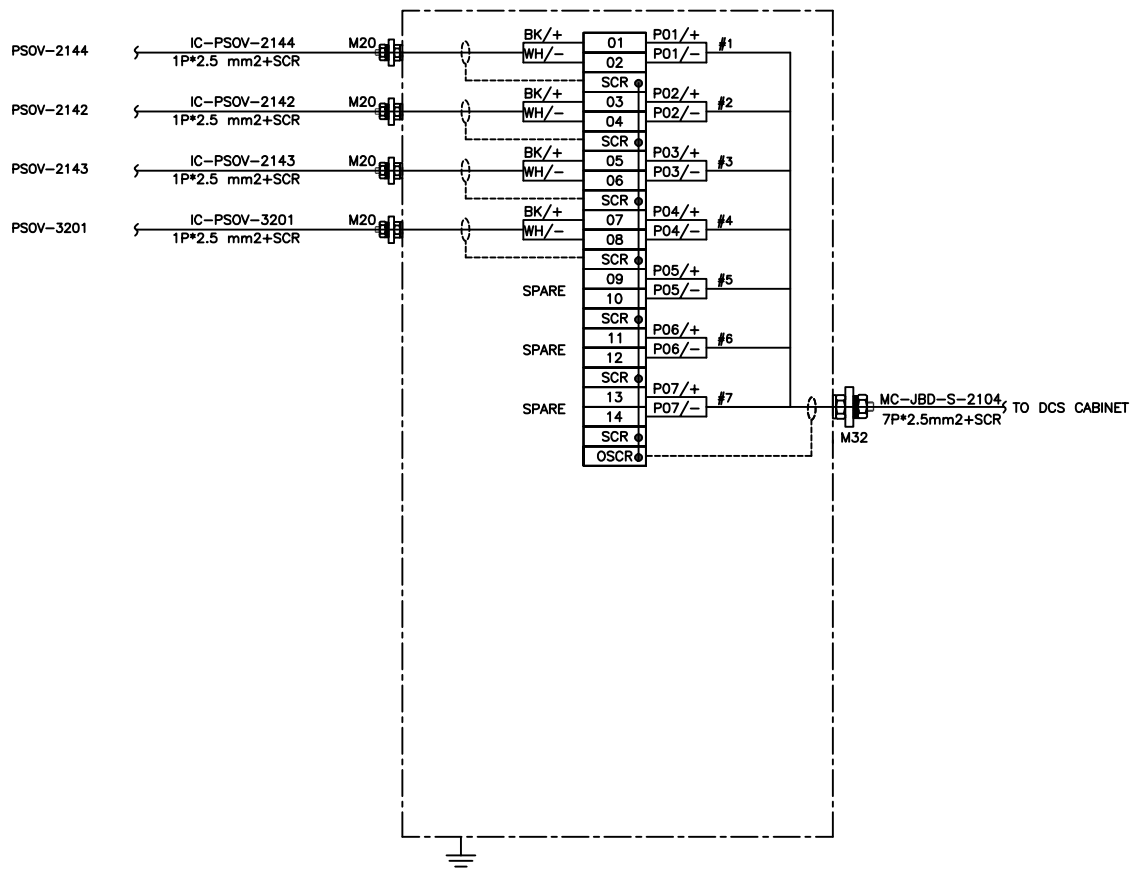 PSOV-2144
IC-PSOV-2144
1P*2.5 mm2+SCR
M20
BK/+
WH/-
01
02
SCR
P01/+
P01/-
#1
PSOV-2142
IC-PSOV-2142
1P*2.5 mm2+SCR
M20
BK/+
WH/-
03
04
SCR
P02/+
P02/-
#2
PSOV-2143
IC-PSOV-2143
1P*2.5 mm2+SCR
M20
BK/+
WH/-
05
06
SCR
P03/+
P03/-
#3
PSOV-3201
IC-PSOV-3201
1P*2.5 mm2+SCR
M20
BK/+
WH/-
07
08
SCR
P04/+
P04/-
#4
SPARE
09
10
SCR
P05/+
P05/-
#5
SPARE
11
12
SCR
P06/+
P06/-
#6
SPARE
13
14
SCR
OSCR
P07/+
P07/-
#7
M32
MC-JBD-S-2104
7P*2.5mm2+SCR
TO DCS CABINET